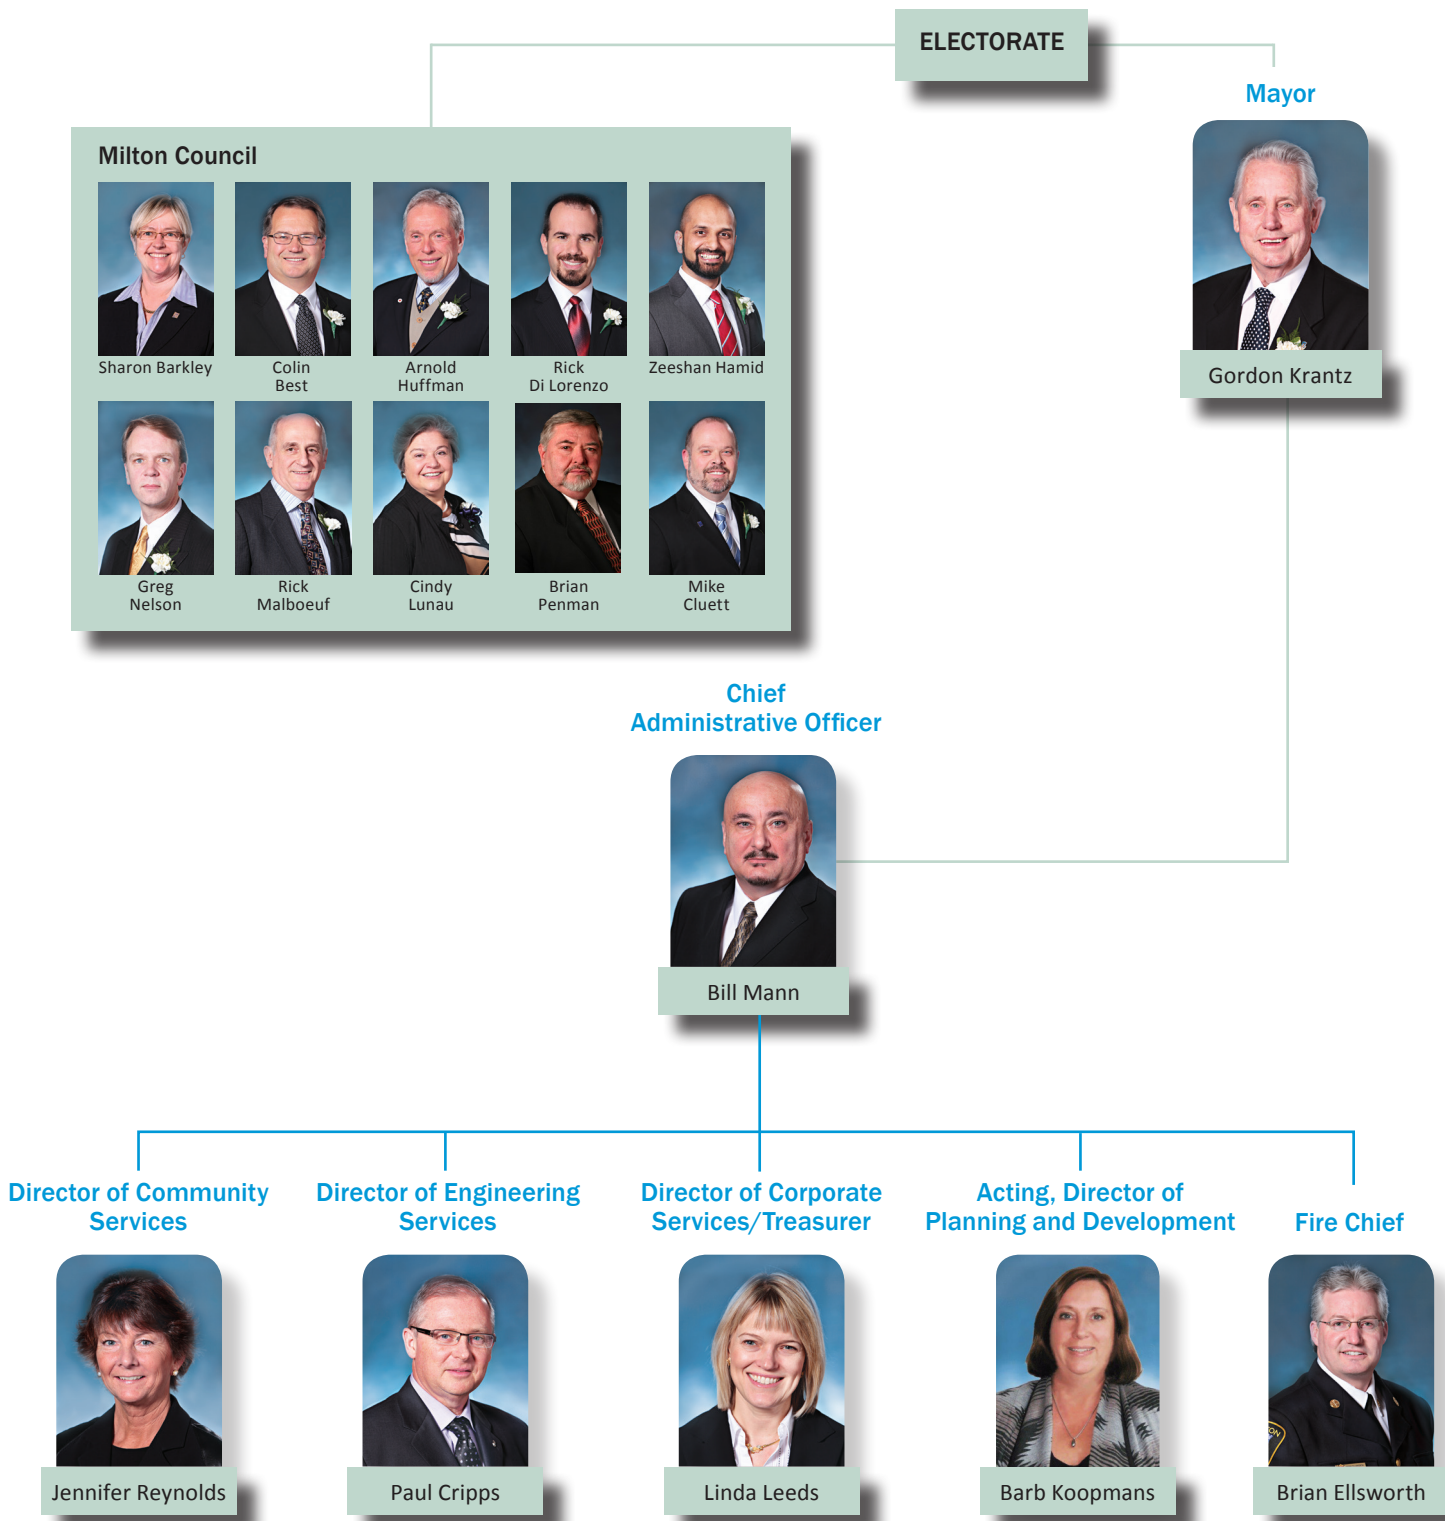 ELECTORATE
Mayor
Gordon Krantz
Milton Council
Sharon Barkley
Colin
Best
Arnold
Huffman
Rick
Di Lorenzo
Zeeshan Hamid
Greg
Nelson
Rick
Malboeuf
Cindy
Lunau
Brian
Penman
Mike
Cluett
Chief
Administrative Officer
Bill Mann
Director of Community
Services
Jennifer Reynolds
Director of Engineering
Services
Paul Cripps
Director of Corporate
Services/Treasurer
Linda Leeds
Acting, Director of
Planning and Development
Barb Koopmans
Fire Chief
Brian Ellsworth